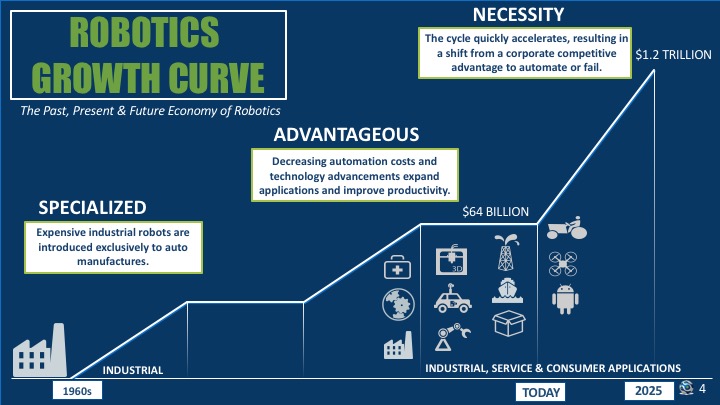 ROBOTICS
GROWTH CURVE
The Past, Present & Future Economy of Robotics
NECESSITY
The cycle quickly accelerates, resulting in
a shift from a corporate competitive
advantage to automate or fail.
$1.2 TRILLION
ADVANTAGEOUS
Decreasing automation costs and
technology advancements expand
applications and improve productivity.
$64 BILLION
SPECIALIZED
Expensive industrial robots are
introduced exclusively to auto
manufactures.
3D
INDUSTRIAL
INDUSTRIAL, SERVICE & CONSUMER APPLICATIONS
1960s
TODAY
2025
4